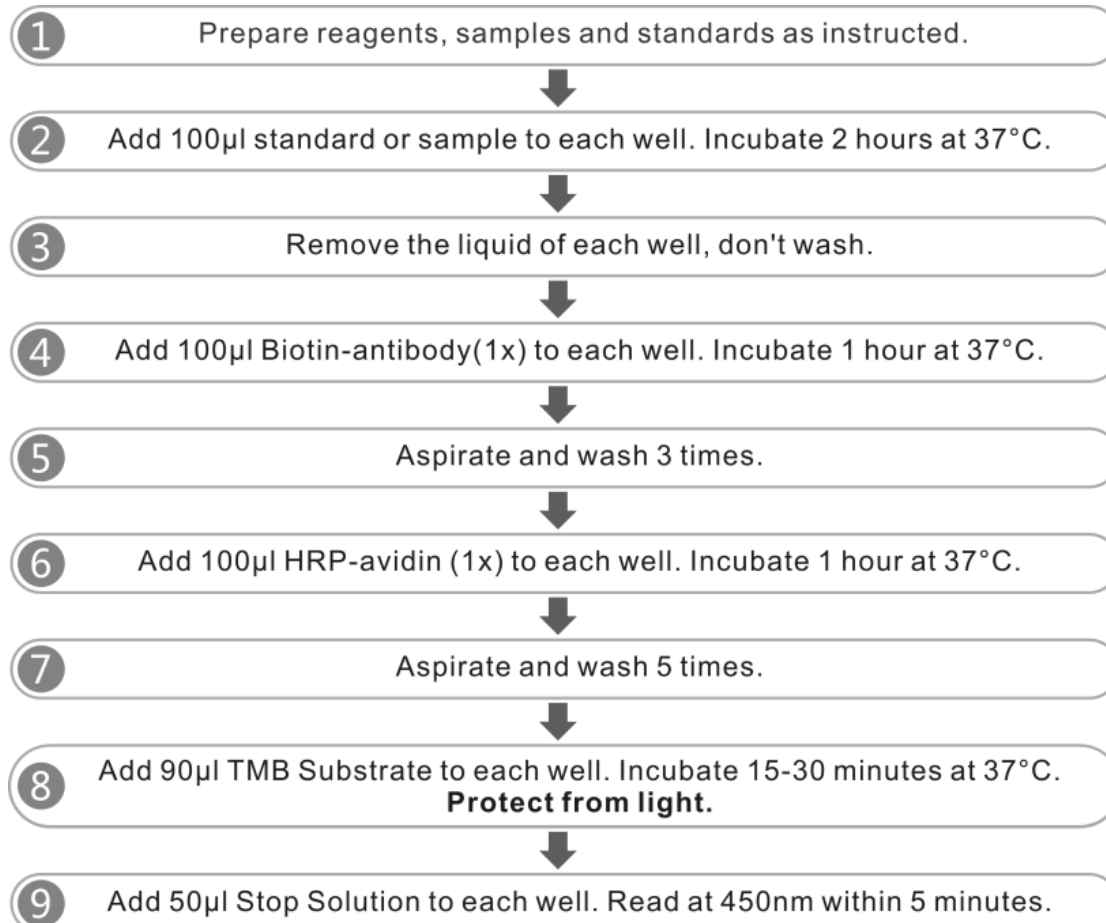 1 Prepare reagents, samples and standards as instructed.
2 Add 100µl standard or sample to each well. Incubate 2 hours at 37°C.
3 Remove the liquid of each well, don't wash.
4 Add 100µl Biotin-antibody(1x) to each well. Incubate 1 hour at 37°C.
5 Aspirate and wash 3 times.
6 Add 100µl HRP-avidin (1x) to each well. Incubate 1 hour at 37°C.
7 Aspirate and wash 5 times.
8 Add 90µl TMB Substrate to each well. Incubate 15-30 minutes at 37°C.
Protect from light.
9 Add 50µl Stop Solution to each well. Read at 450nm within 5 minutes.